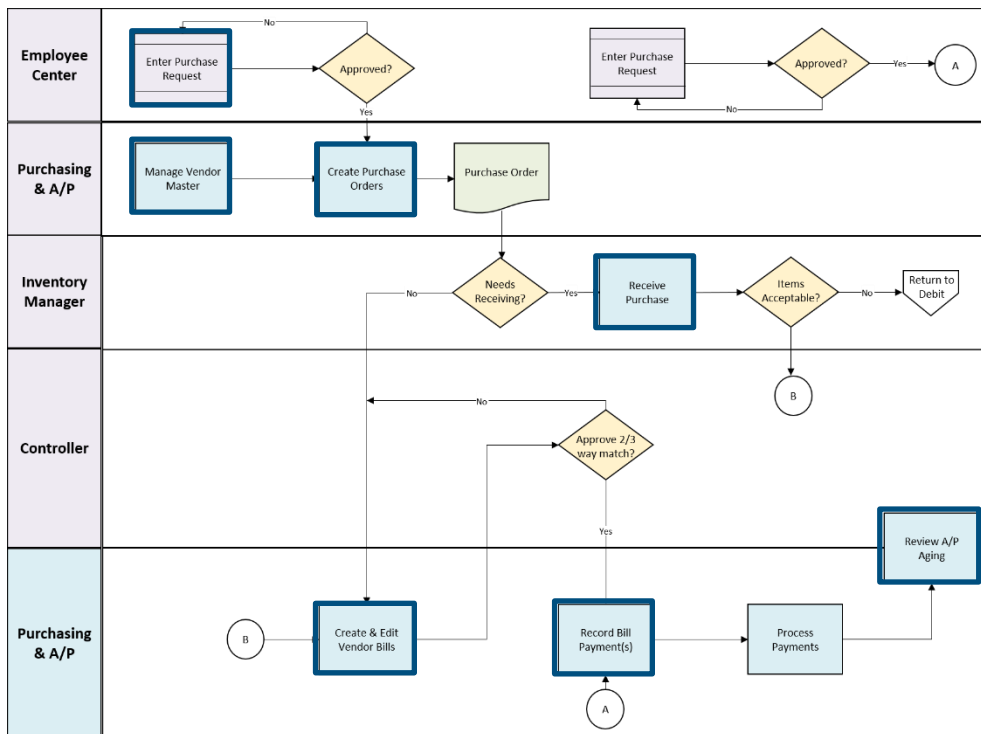 Employee
Center
Enter Purchase
Request
No
Approved?
Yes
Enter Purchase
Request
Approved?
No
Yes
A
Purchasing
& A/P
Manage Vendor
Master
Create Purchase
Orders
Purchase Order
Inventory
Manager
No
Needs
Receiving?
Yes
Receive
Purchase
Items
Acceptable?
No
Return to
Debit
B
Controller
No
Approve 2/3
way match?
Yes
Review A/P
Aging
Purchasing
& A/P
B
Create & Edit
Vendor Bills
Record Bill
Payment(s)
Process
Payments
A